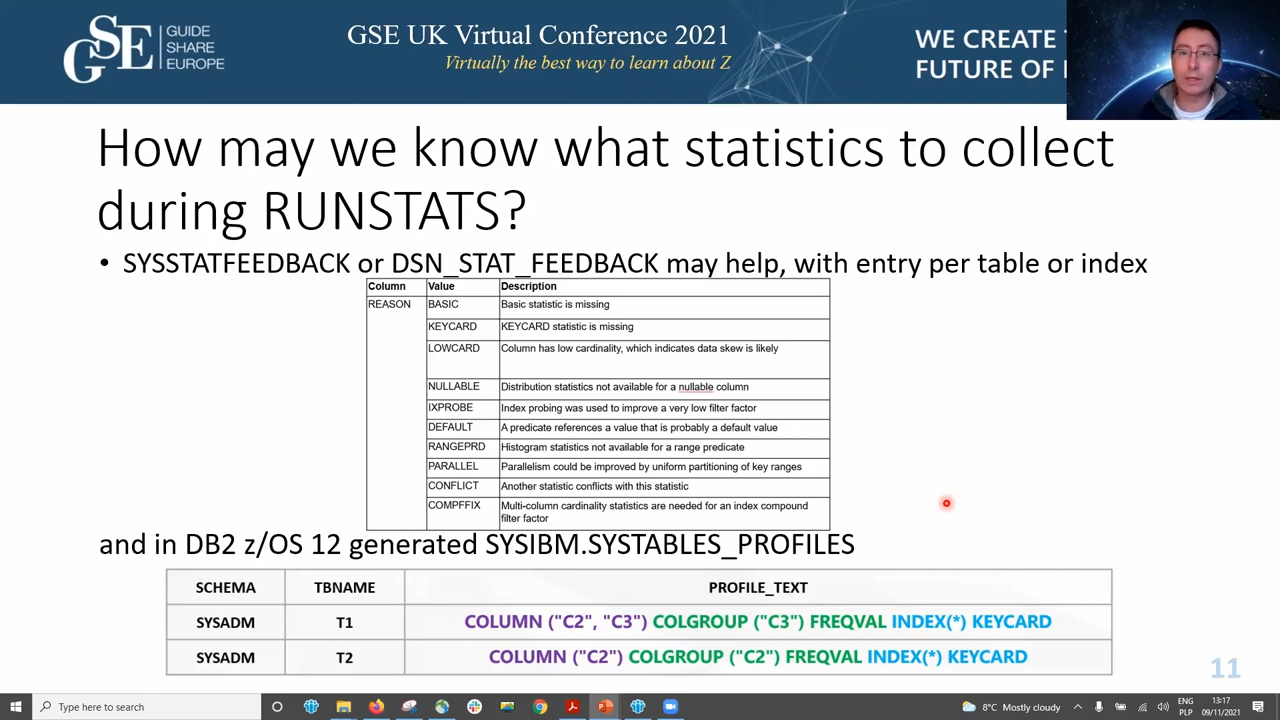 GSE
GUIDE
SHARE
EUROPE
GSE UK Virtual Conference 2021
Virtually the best way to learn about Z
WE CREATE
FUTURE OF
How may we know what statistics to collect
during RUNSTATS?
• SYSSTATFEEDBACK or DSN_STAT_FEEDBACK may help, with entry per table or index
Column Value Description
REASON BASIC Basic statistic is missing
KEYCARD KEYCARD statistic is missing
LOWCARD Column has low cardinality, which indicates data skew is likely
NULLABLE Distribution statistics not available for a nullable column
IXPROBE Index probing was used to improve a very low filter factor
DEFAULT A predicate references a value that is probably a default value
RANGEPRD Histogram statistics not available for a range predicate
PARALLEL Parallelism could be improved by uniform partitioning of key ranges
CONFLICT Another statistic conflicts with this statistic
COMPFFIX Multi-column cardinality statistics are needed for an index compound
filter factor
and in DB2 z/OS 12 generated SYSIBM.SYSTABLES_PROFILES
SCHEMA TBNAME PROFILE_TEXT
SYSADM T1 COLUMN ("C2", "C3") COLGROUP ("C3") FREQVAL INDEX(*) KEYCARD
SYSADM T2 COLUMN ("C2") COLGROUP ("C2") FREQVAL INDEX(*) KEYCARD
11
Type here to search
8°C Mostly cloudy
ENG
PLP
13:17
09/11/2021